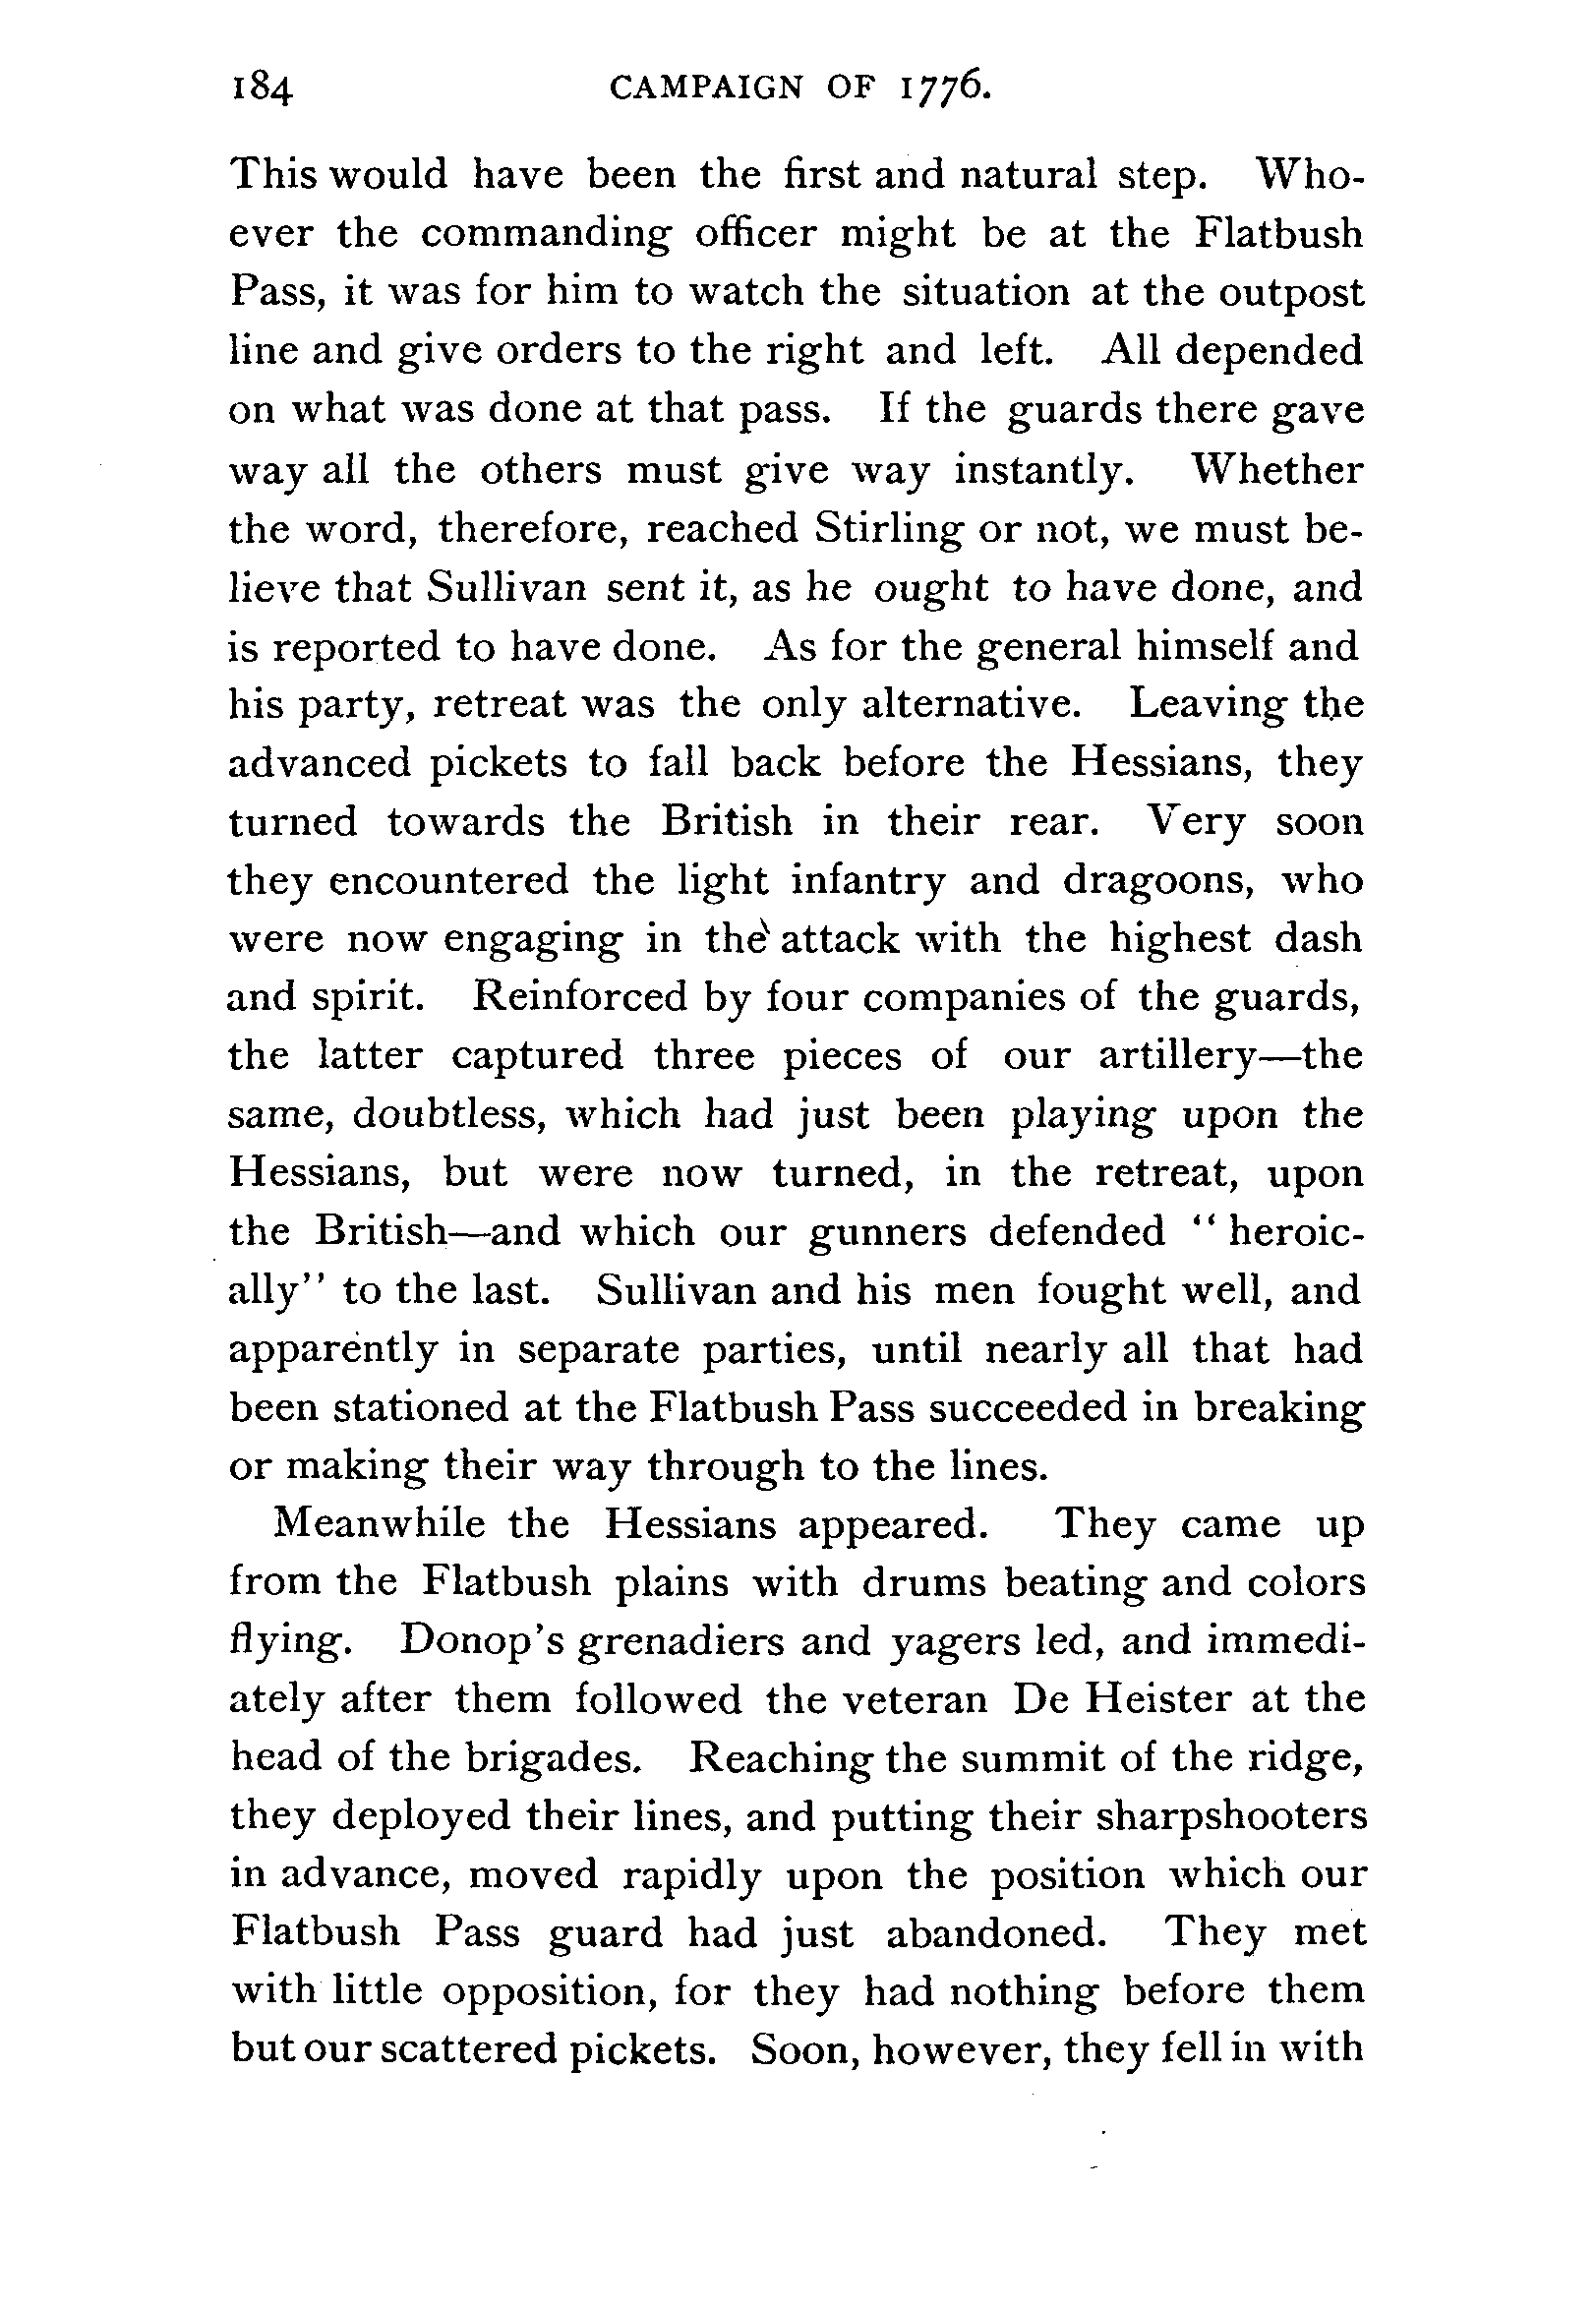 184 CAMPAIGN OF 1776.
This would have been the first and natural step. Who-
ever the commanding officer might be at the Flatbush
Pass, it was for him to watch the situation at the outpost
line and give orders to the right and left. All depended
on what was done at that pass. If the guards there gave
way all the others must give way instantly. Whether
the word, therefore, reached Stirling or not, we must be-
lieve that Sullivan sent it, as he ought to have done, and
is reported to have done. As for the general himself and
his party, retreat was the only alternative. Leaving the
advanced pickets to fall back before the Hessians, they
turned towards the British in their rear. Very soon
they encountered the light infantry and dragoons, who
were now engaging in the attack with the highest dash
and spirit. Reinforced by four companies of the guards,
the latter captured three pieces of our artillery—the
same, doubtless, which had just been playing upon the
Hessians, but were now turned, in the retreat, upon
the British—and which our gunners defended “ heroic-
ally” to the last. Sullivan and his men fought well, and
apparently in separate parties, until nearly all that had
been stationed at the Flatbush Pass succeeded in breaking
or making their way through to the lines.
Meanwhile the Hessians appeared. They came up
from the Flatbush plains with drums beating and colors
flying. Donop’s grenadiers and yagers led, and immedi-
ately after them followed the veteran De Heister at the
head of the brigades. Reaching the summit of the ridge,
they deployed their lines, and putting their sharpshooters
in advance, moved rapidly upon the position which our
Flatbush Pass guard had just abandoned. They met
with little opposition, for they had nothing before them
but our scattered pickets. Soon, however, they fell in with